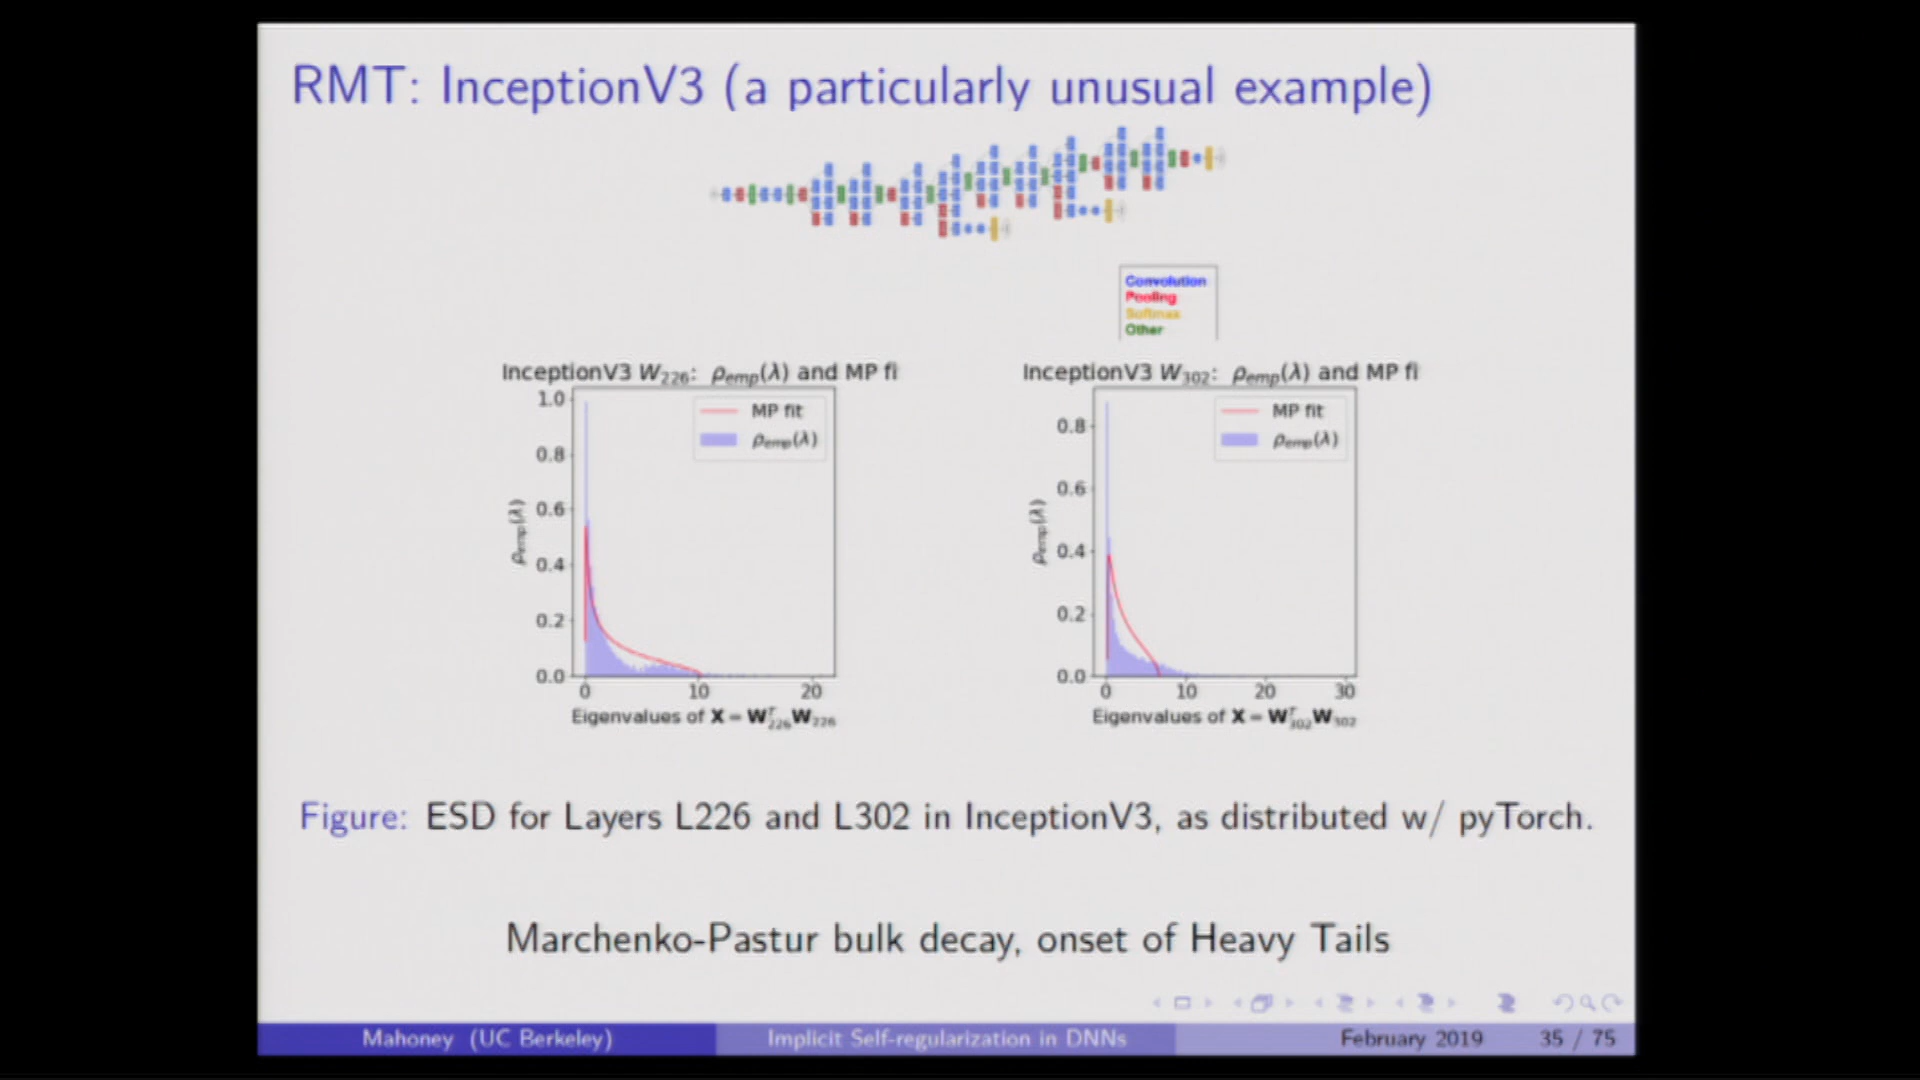 RMT: InceptionV3 (a particularly unusual example)
Convolution
Pooling
Softmax
Other
InceptionV3 W226: ρemp(λ) and MP fi
1.0
0.8
0.6
0.4
0.2
0.0
ρemp(λ)
MP fit
ρemp(λ)
0 10 20
Eigenvalues of X = W^T_226 W_226
InceptionV3 W302: ρemp(λ) and MP fi
0.8
0.6
0.4
0.2
0.0
ρemp(λ)
MP fit
ρemp(λ)
0 10 20 30
Eigenvalues of X = W^T_302 W_302
Figure: ESD for Layers L226 and L302 in InceptionV3, as distributed w/ pyTorch.
Marchenko-Pastur bulk decay, onset of Heavy Tails
Mahoney (UC Berkeley) Implicit Self-regularization in DNNs February 2019 35 / 75